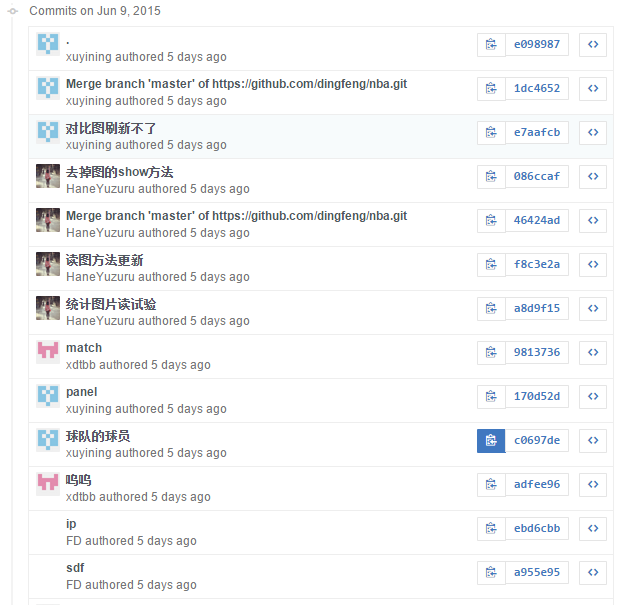 Commits on Jun 9, 2015
.
xuyining authored 5 days ago
e098987
Merge branch 'master' of https://github.com/dingfeng/nba.git
xuyining authored 5 days ago
1dc4652
对比图刷新不了
xuyining authored 5 days ago
e7aafcb
去掉图的show方法
HaneYuzuru authored 5 days ago
086ccaf
Merge branch 'master' of https://github.com/dingfeng/nba.git
HaneYuzuru authored 5 days ago
46424ad
读图方法更新
HaneYuzuru authored 5 days ago
f8c3e2a
统计图片读试验
HaneYuzuru authored 5 days ago
a8d9f15
match
xdtbb authored 5 days ago
9813736
panel
xuyining authored 5 days ago
170d52d
球队的球员
xuyining authored 5 days ago
c0697de
呜呜
xdtbb authored 5 days ago
adfee96
ip
FD authored 5 days ago
ebd6cbb
sdf
FD authored 5 days ago
a955e95